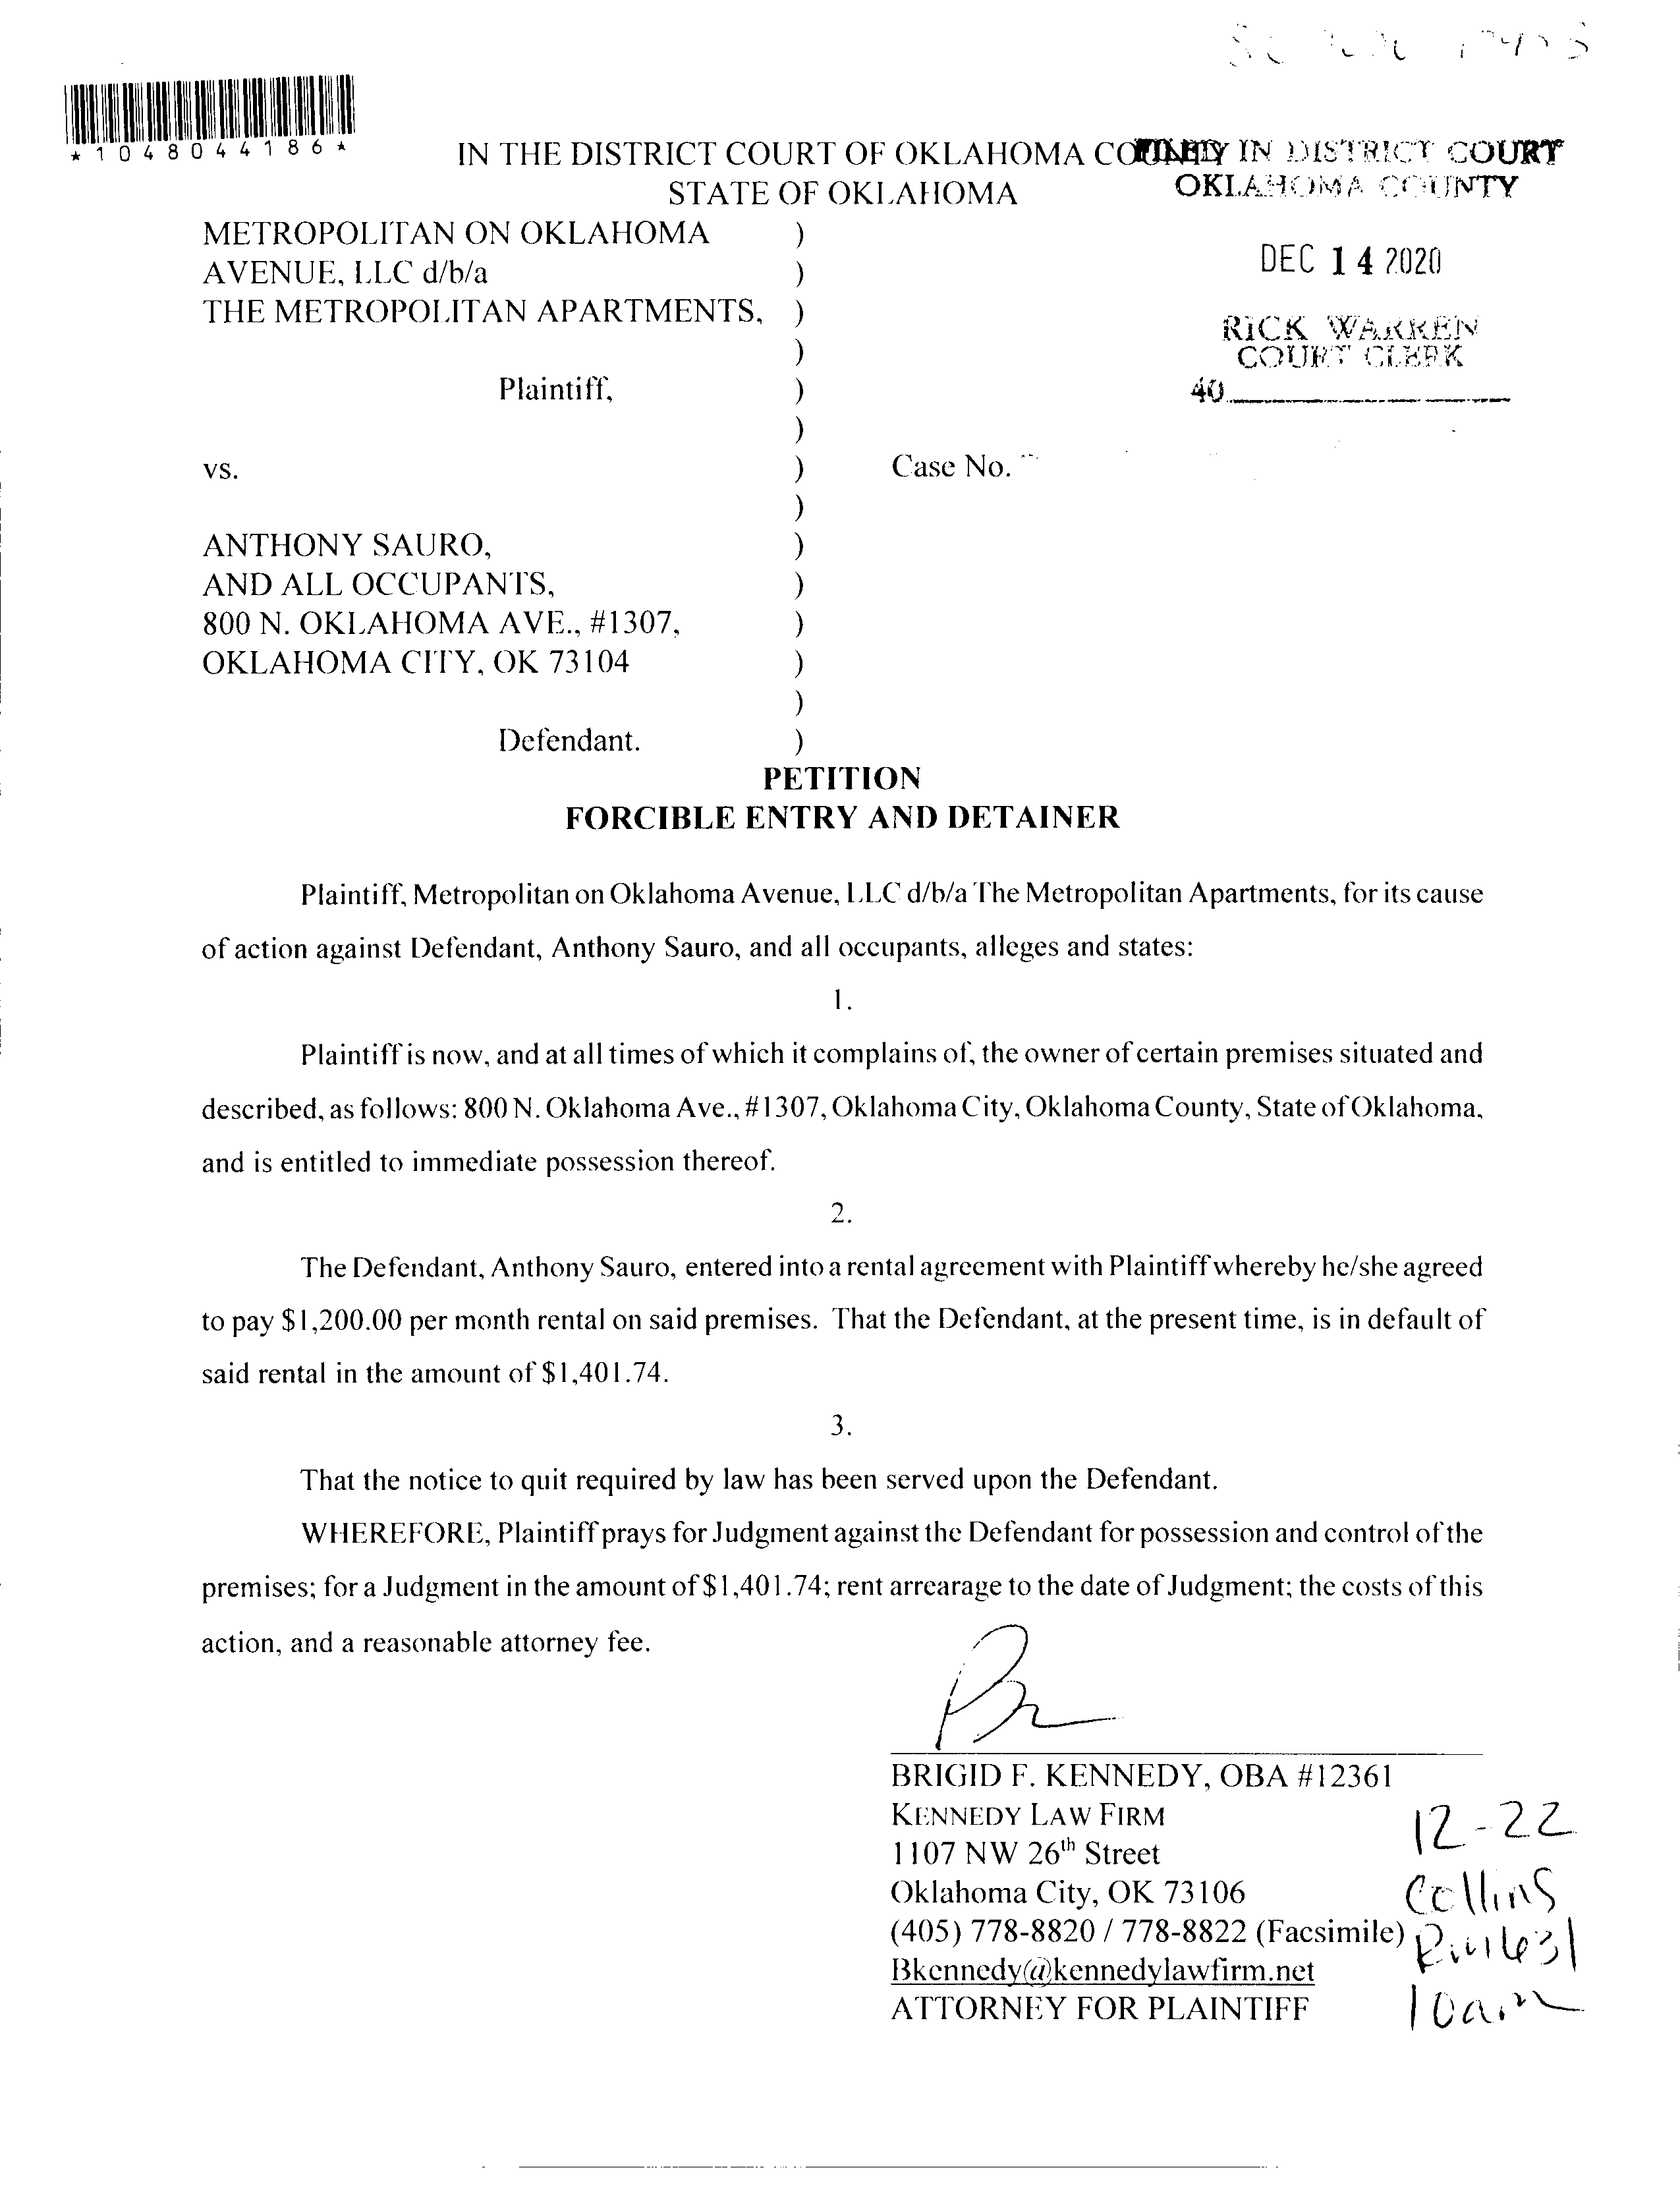 *1048044186*
IN THE DISTRICT COURT OF OKLAHOMA COUNTY
STATE OF OKLAHOMA
FILED IN DISTRICT COURT
OKLAHOMA COUNTY
DEC 14 2020
RICK WARREN
COURT CLERK
40
METROPOLITAN ON OKLAHOMA )
AVENUE, LLC d/b/a )
THE METROPOLITAN APARTMENTS, )
)
Plaintiff, )
)
vs. ) Case No.
)
ANTHONY SAURO, )
AND ALL OCCUPANTS, )
800 N. OKLAHOMA AVE., #1307, )
OKLAHOMA CITY, OK 73104 )
)
Defendant. )
PETITION
FORCIBLE ENTRY AND DETAINER
Plaintiff, Metropolitan on Oklahoma Avenue, LLC d/b/a The Metropolitan Apartments, for its cause
of action against Defendant, Anthony Sauro, and all occupants, alleges and states:
1.
Plaintiff is now, and at all times of which it complains of, the owner of certain premises situated and
described, as follows: 800 N. Oklahoma Ave., #1307, Oklahoma City, Oklahoma County, State of Oklahoma,
and is entitled to immediate possession thereof.
2.
The Defendant, Anthony Sauro, entered into a rental agreement with Plaintiff whereby he/she agreed
to pay $1,200.00 per month rental on said premises. That the Defendant, at the present time, is in default of
said rental in the amount of $1,401.74.
3.
That the notice to quit required by law has been served upon the Defendant.
WHEREFORE, Plaintiff prays for Judgment against the Defendant for possession and control of the
premises; for a Judgment in the amount of $1,401.74; rent arrearage to the date of Judgment; the costs of this
action, and a reasonable attorney fee.
BRIGID F. KENNEDY, OBA #12361
KENNEDY LAW FIRM
1107 NW 26th Street
Oklahoma City, OK 73106
(405) 778-8820 / 778-8822 (Facsimile)
Bkennedy@kennedylawfirm.net
ATTORNEY FOR PLAINTIFF
12-22
Collins
10am